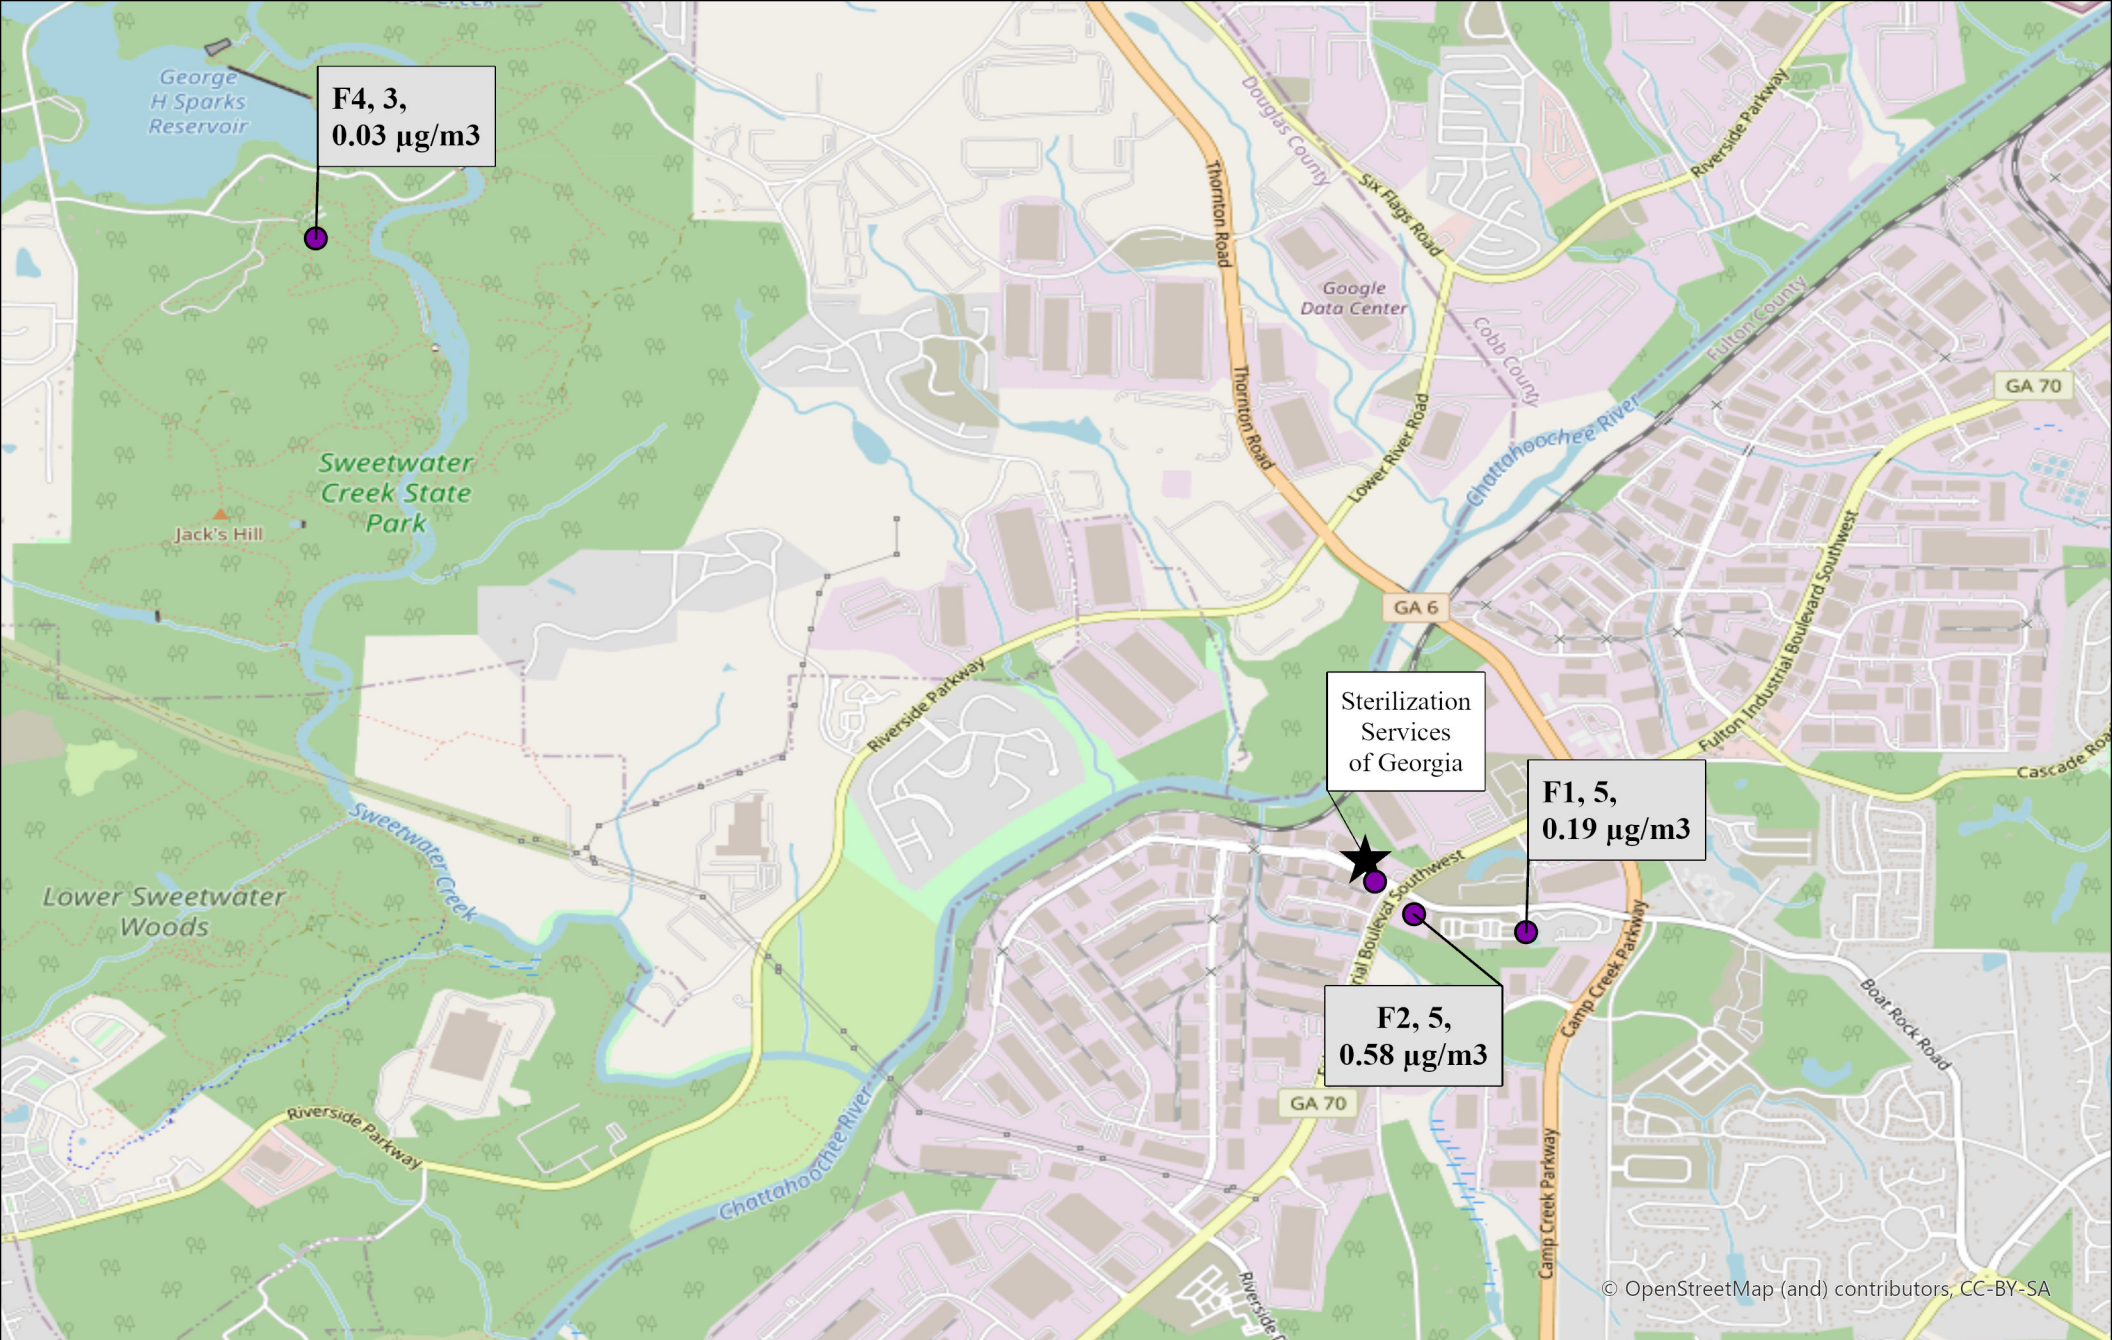 George
H Sparks
Reservoir
F4, 3,
0.03 µg/m3
Douglas County
Six Flags Road
Riverside Parkway
Thornton Road
Google
Data Center
Cobb County
Fulton County
GA 70
Thornton Road
Lower River Road
Chattahoochee River
Sweetwater
Creek State
Park
Jack's Hill
GA 6
Fulton Industrial Boulevard Southwest
Riverside Parkway
Sterilization
Services
of Georgia
Cascade Roa
F1, 5,
0.19 µg/m3
Sweetwater Creek
Lower Sweetwater
Woods
rial Boulevard Southwest
F2, 5,
0.58 µg/m3
Camp Creek Parkway
Boat Rock Road
GA 70
Riverside Parkway
Chattahoochee River
Camp Creek Parkway
Riverside
© OpenStreetMap (and) contributors, CC-BY-SA